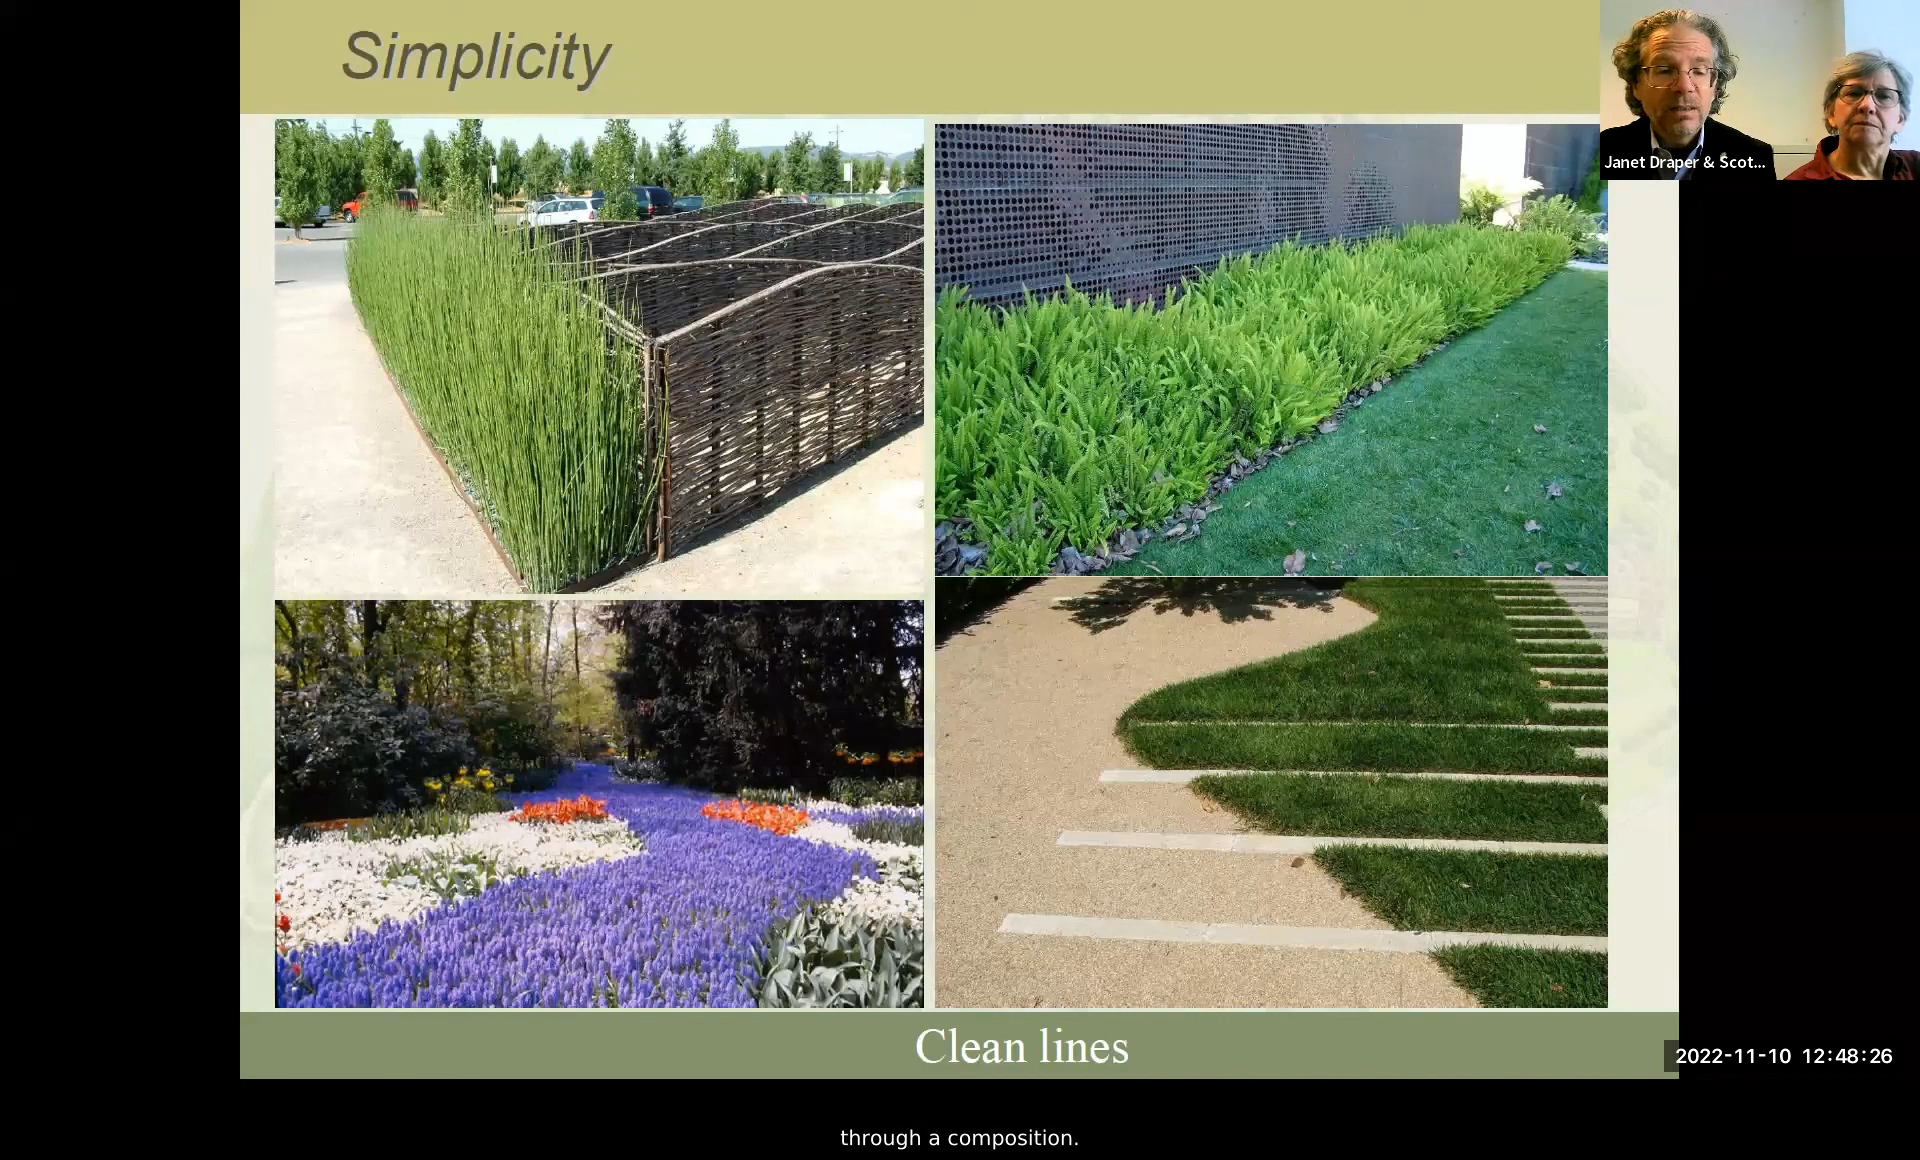 Simplicity
Janet Draper & Scot...
Clean lines
2022-11-10 12:48:26
through a composition.